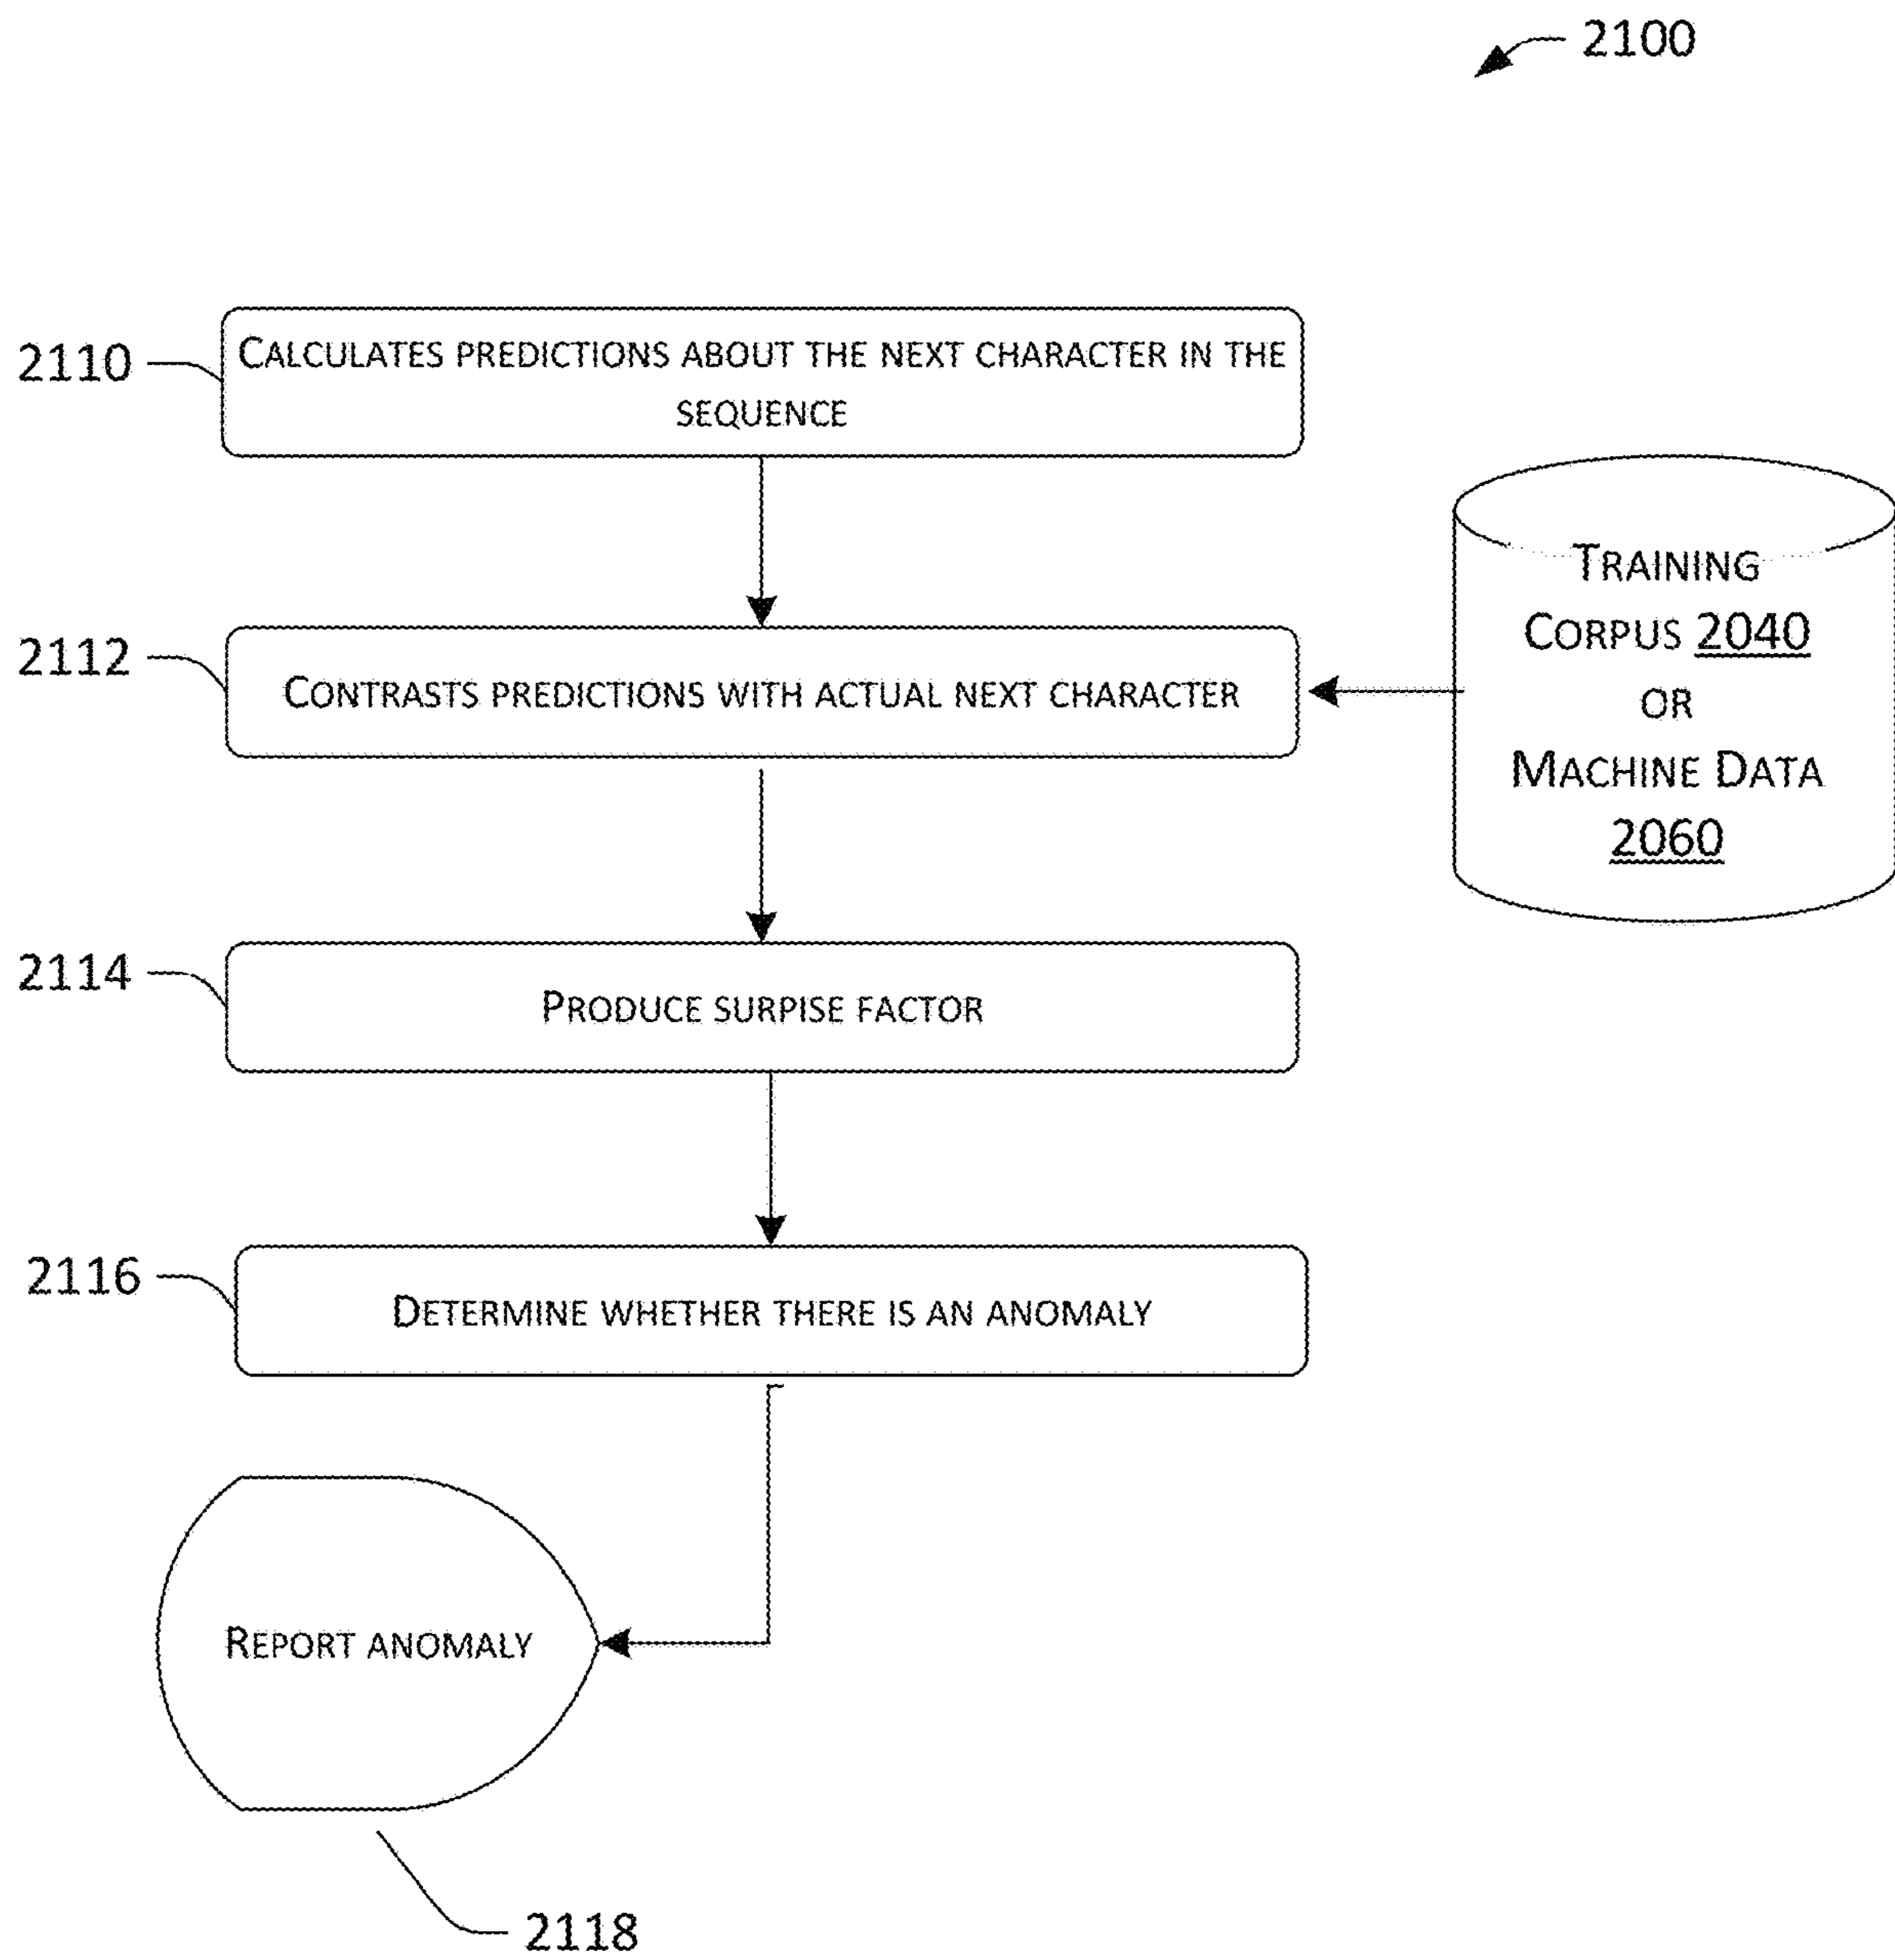 2100
2110
CALCULATES PREDICTIONS ABOUT THE NEXT CHARACTER IN THE
SEQUENCE
2112
CONTRASTS PREDICTIONS WITH ACTUAL NEXT CHARACTER
TRAINING
CORPUS 2040
OR
MACHINE DATA
2060
2114
PRODUCE SURPISE FACTOR
2116
DETERMINE WHETHER THERE IS AN ANOMALY
REPORT ANOMALY
2118